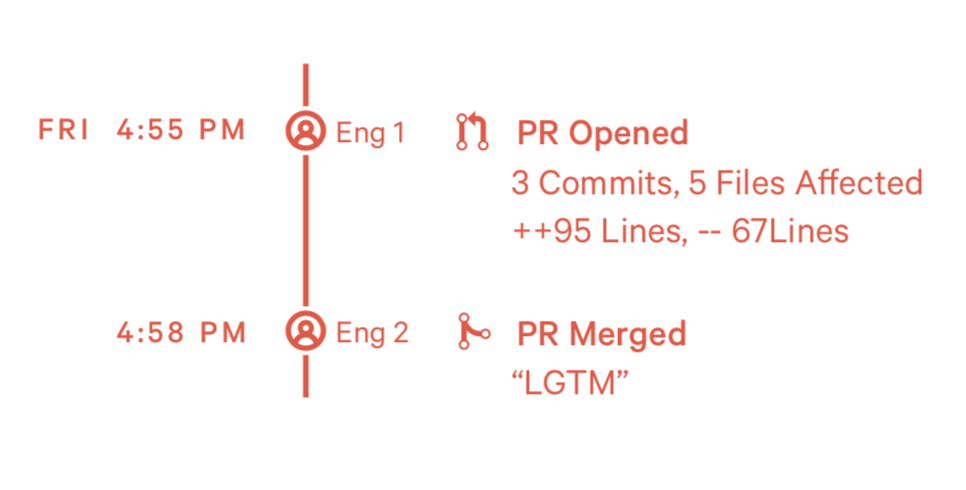 FRI 4:55 PM Eng 1 PR Opened
3 Commits, 5 Files Affected
++95 Lines, -- 67Lines
4:58 PM Eng 2 PR Merged
“LGTM”